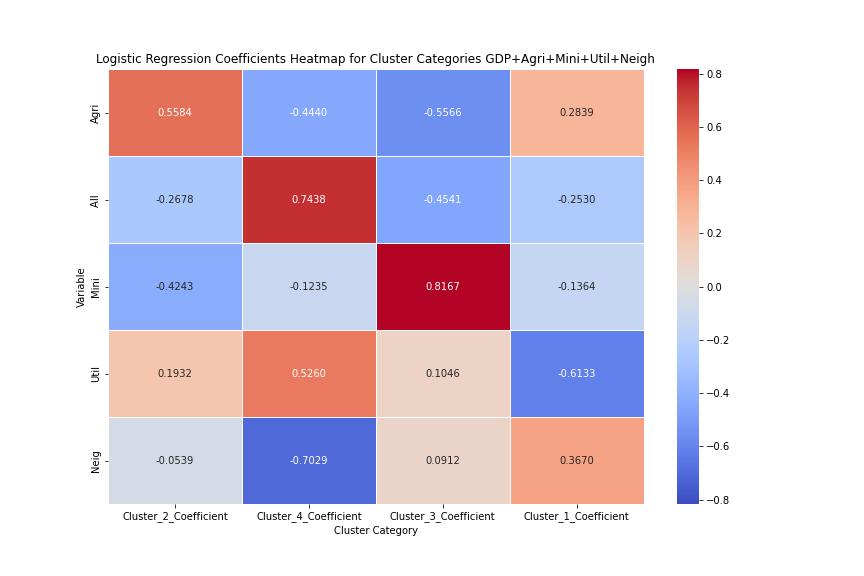 Logistic Regression Coefficients Heatmap for Cluster Categories GDP+Agri+Mini+Util+Neigh
Variable
Agri 0.5584 -0.4440 -0.5566 0.2839
All -0.2678 0.7438 -0.4541 -0.2530
Mini -0.4243 -0.1235 0.8167 -0.1364
Util 0.1932 0.5260 0.1046 -0.6133
Neig -0.0539 -0.7029 0.0912 0.3670
Cluster_2_Coefficient Cluster_4_Coefficient Cluster_3_Coefficient Cluster_1_Coefficient
Cluster Category
0.8
0.6
0.4
0.2
0.0
−0.2
−0.4
−0.6
−0.8